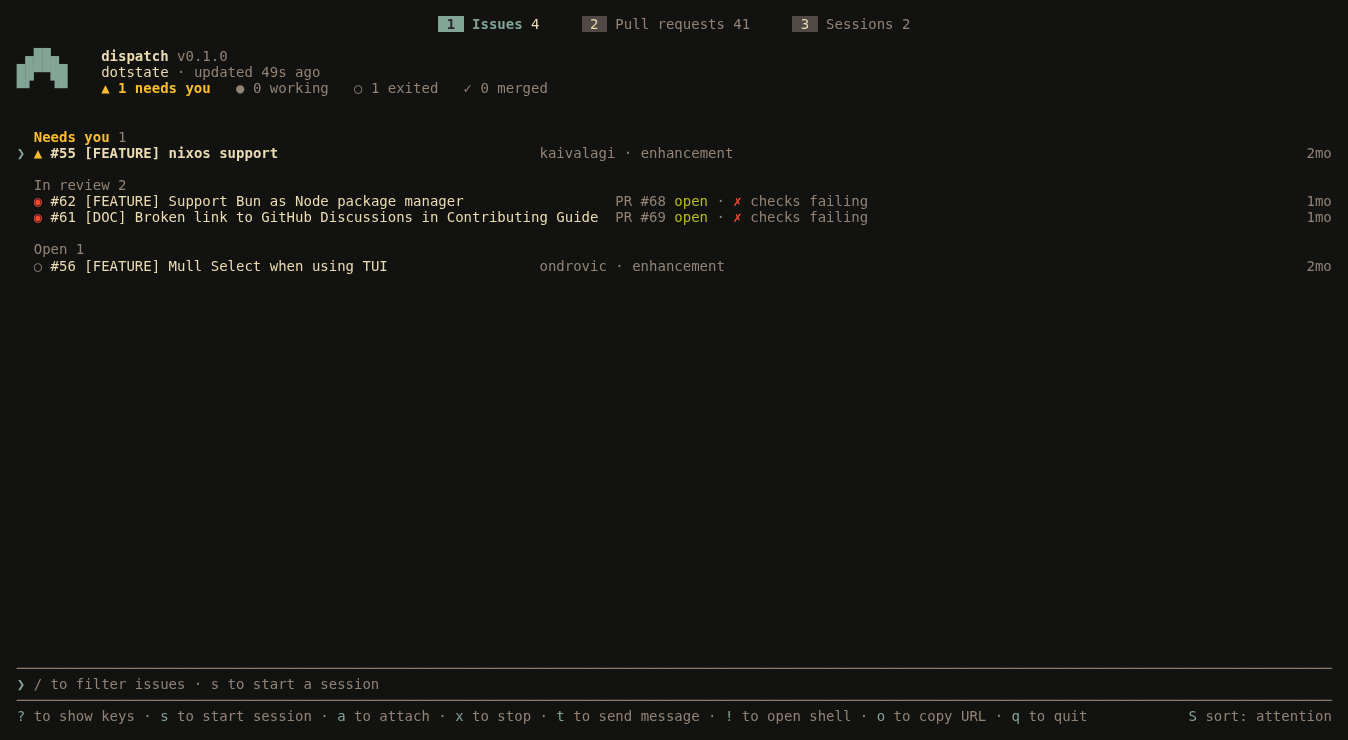 1 Issues 4 2 Pull requests 41 3 Sessions 2
dispatch v0.1.0
dotstate · updated 49s ago
▲ 1 needs you ● 0 working ○ 1 exited ✓ 0 merged
Needs you 1
❯ ▲ #55 [FEATURE] nixos support kaivalagi · enhancement 2mo
In review 2
◉ #62 [FEATURE] Support Bun as Node package manager PR #68 open · ✗ checks failing 1mo
◉ #61 [DOC] Broken link to GitHub Discussions in Contributing Guide PR #69 open · ✗ checks failing 1mo
Open 1
○ #56 [FEATURE] Mull Select when using TUI ondrovic · enhancement 2mo
❯ / to filter issues · s to start a session
? to show keys · s to start session · a to attach · x to stop · t to send message · ! to open shell · o to copy URL · q to quit S sort: attention